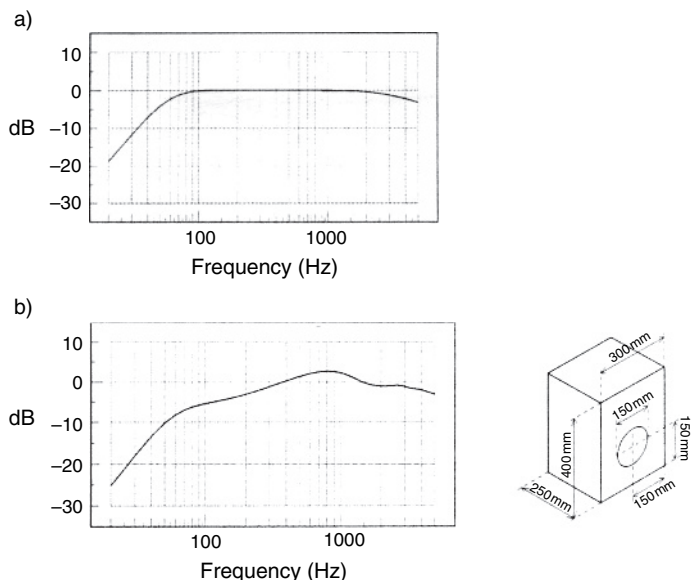 a)
10
0
dB
–10
–20
–30
100
1000
Frequency (Hz)
b)
10
0
dB
–10
–20
–30
100
1000
Frequency (Hz)
300mm
150mm
150mm
400mm
250mm
150mm